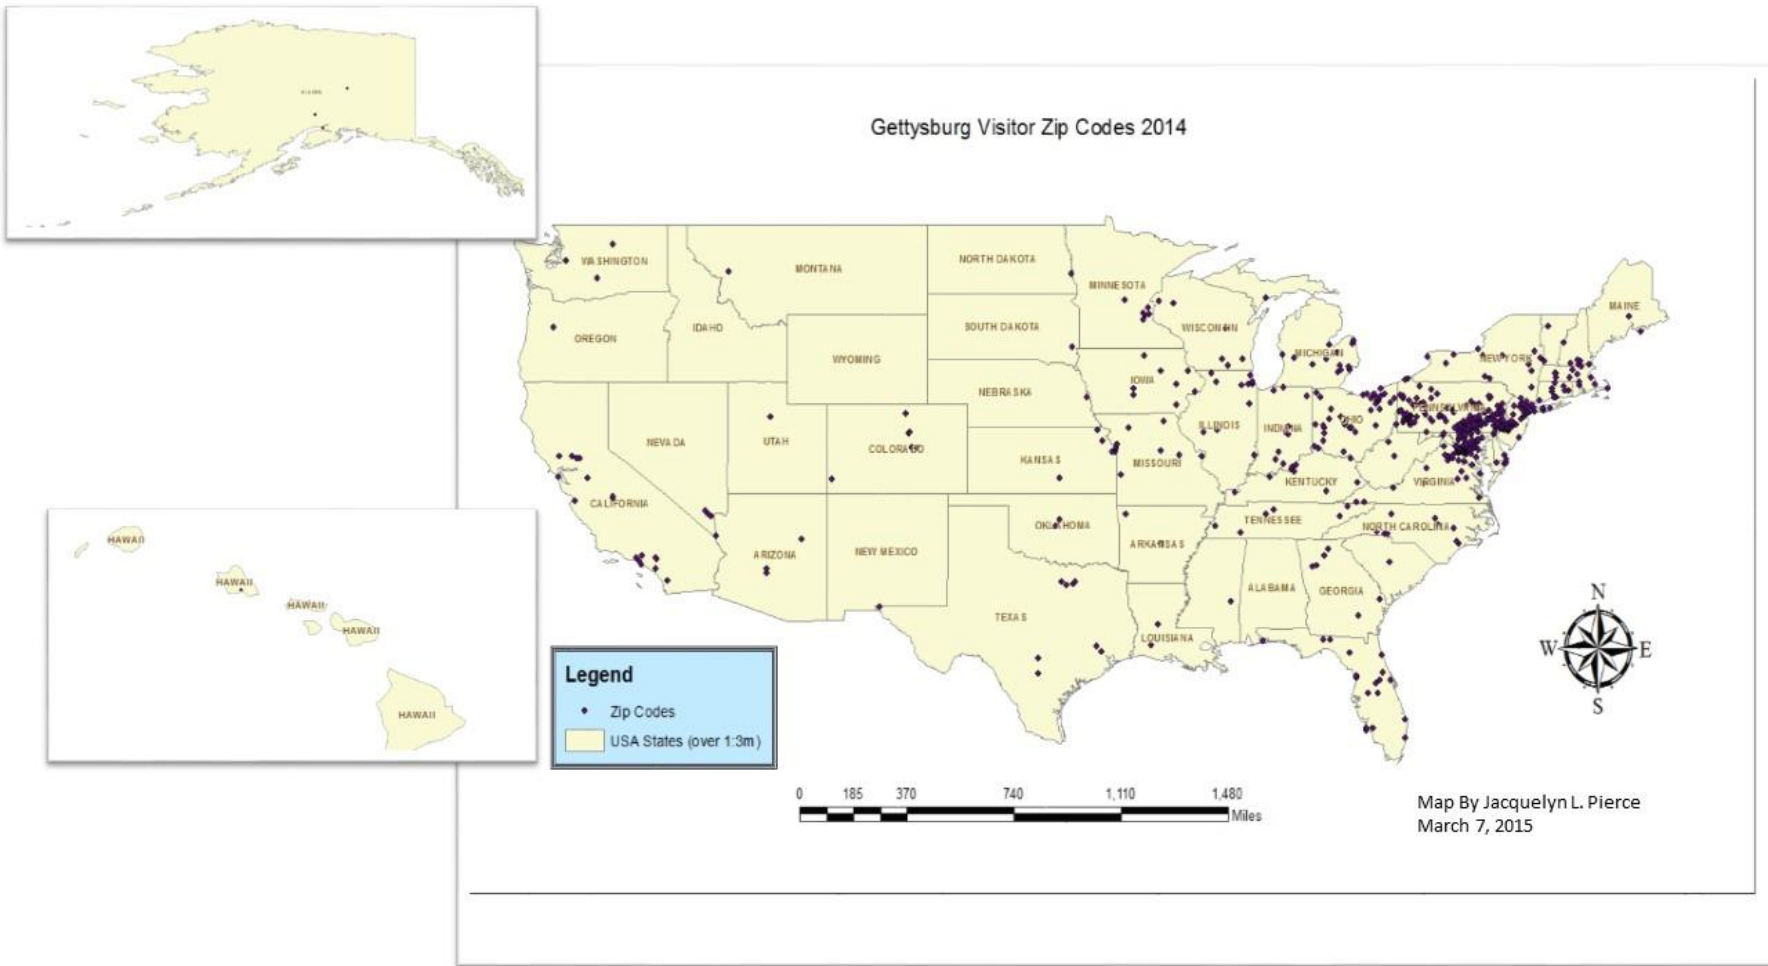 ALASKA
Gettysburg Visitor Zip Codes 2014
WASHINGTON
MONTANA
NORTH DAKOTA
MINNESOTA
MAINE
OREGON
IDAHO
SOUTH DAKOTA
WISCONSIN
WYOMING
MICHIGAN
NEW YORK
NEBRASKA
IOWA
PENNSYLVANIA
NEVADA
UTAH
COLORADO
ILLINOIS
INDIANA
OHIO
KANSAS
MISSOURI
KENTUCKY
VIRGINIA
CALIFORNIA
OKLAHOMA
TENNESSEE
NORTH CAROLINA
ARIZONA
NEW MEXICO
ARKANSAS
TEXAS
ALABAMA
GEORGIA
LOUISIANA
HAWAII
HAWAII
HAWAII
HAWAII
HAWAII
N
W
E
S
Legend
Zip Codes
USA States (over 1:3m)
0 185 370 740 1,110 1,480
Miles
Map By Jacquelyn L. Pierce
March 7, 2015